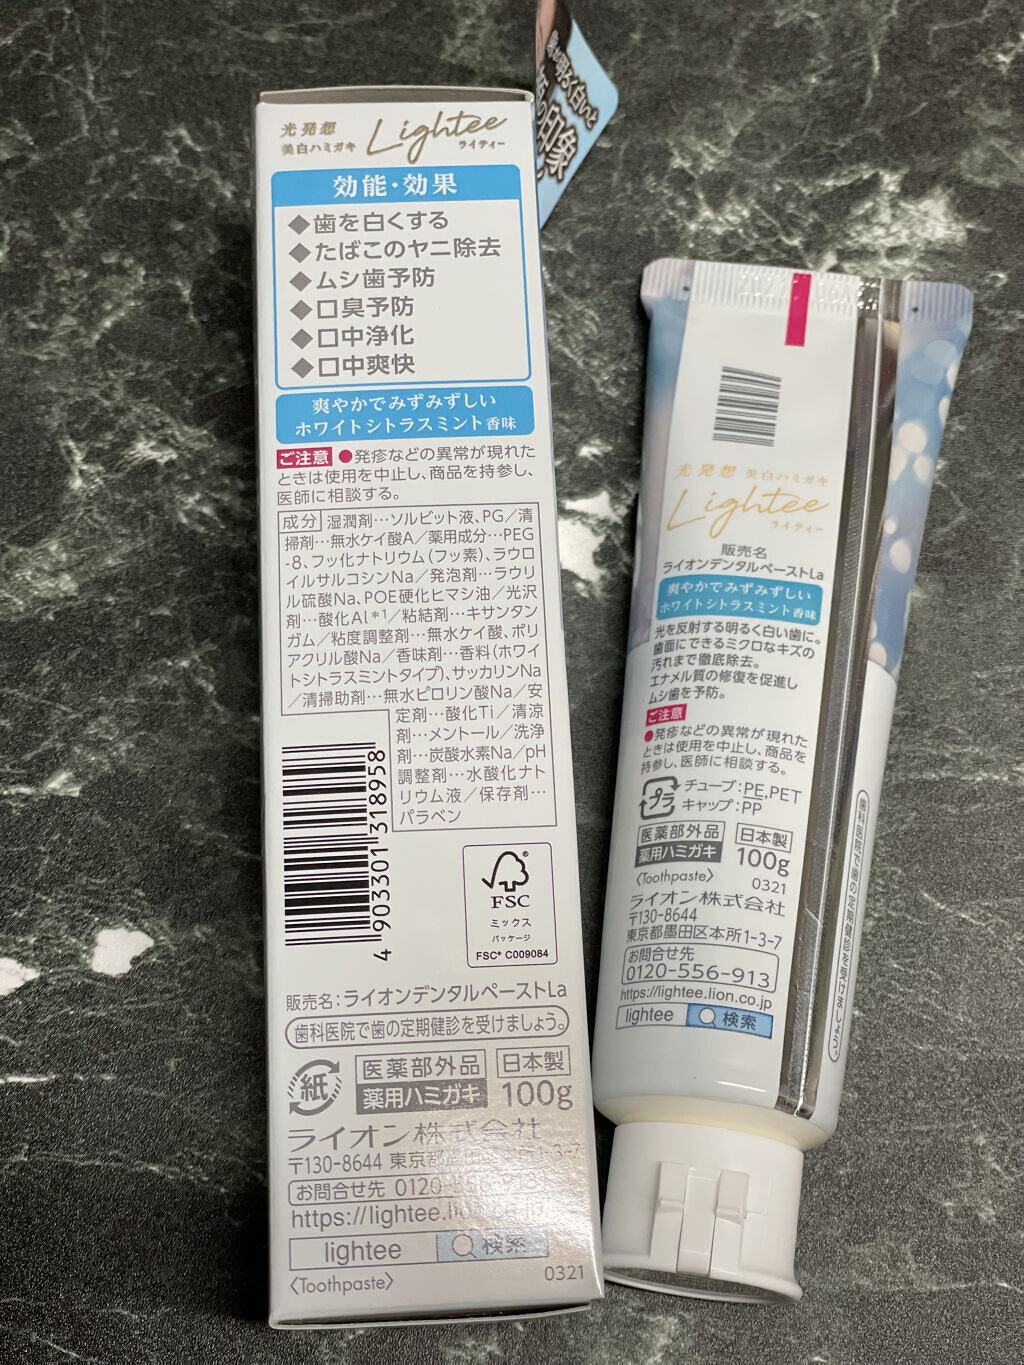 光発想
美白ハミガキ
Lightee
ライティー
効能・効果
◆歯を白くする
◆たばこのヤニ除去
◆ムシ歯予防
◆口臭予防
◆口中浄化
◆口中爽快
爽やかでみずみずしい
ホワイトシトラスミント香味
ご注意 ●発疹などの異常が現れた
ときは使用を中止し、商品を持参し、
医師に相談する。
成分 湿潤剤…ソルビット液、PG／清
掃剤…無水ケイ酸A／薬用成分…PEG
-8、フッ化ナトリウム(フッ素)、ラウロ
イルサルコシンNa／発泡剤…ラウリ
ル硫酸Na、POE硬化ヒマシ油／光沢
剤…酸化Al*1／粘結剤…キサンタン
ガム／粘度調整剤…無水ケイ酸、ポリ
アクリル酸Na／香味剤…香料(ホワイ
トシトラスミントタイプ)、サッカリンNa
／清掃助剤…無水ピロリン酸Na／安
定剤…酸化Ti／清涼
剤…メントール／洗浄
剤…炭酸水素Na／pH
調整剤…水酸化ナト
リウム液／保存剤…
パラベン
4 903301 318958
FSC
ミックス
パッケージ
FSC® C009084
販売名：ライオンデンタルペーストLa
歯科医院で歯の定期健診を受けましょう。
紙
医薬部外品 日本製
薬用ハミガキ 100g
ライオン株式会社
〒130-8644 東京都墨田区本所1-3-7
お問合せ先 0120-556-913
https://lightee.lion.co.jp
lightee 検索
〈Toothpaste〉 0321
歯が明るく白いと
印象
光発想 美白ハミガキ
Lightee
ライティー
販売名
ライオンデンタルペーストLa
爽やかでみずみずしい
ホワイトシトラスミント香味
光を反射する明るく白い歯に。
歯面にできるミクロなキズの
汚れまで徹底除去。
エナメル質の修復を促進し
ムシ歯を予防。
ご注意
●発疹などの異常が現れた
ときは使用を中止し、商品を
持参し、医師に相談する。
プラ
チューブ：PE,PET
キャップ：PP
医薬部外品 日本製
薬用ハミガキ 100g
〈Toothpaste〉 0321
ライオン株式会社
〒130-8644
東京都墨田区本所1-3-7
お問合せ先
0120-556-913
https://lightee.lion.co.jp
lightee 検索
歯科医院で歯の定期健診を受けましょう。